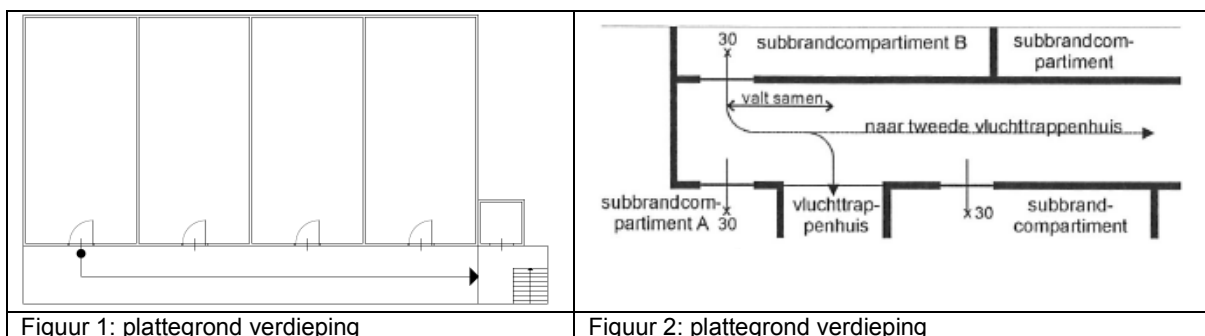 Figuur 1: plattegrond verdieping
30
subbrandcompartiment B
subbrandcom-
partiment
valt samen
naar tweede vluchttrappenhuis
subbrandcom-
partiment A
30
vluchttrap-
penhuis
30
subbrand-
compartiment
Figuur 2: plattegrond verdieping